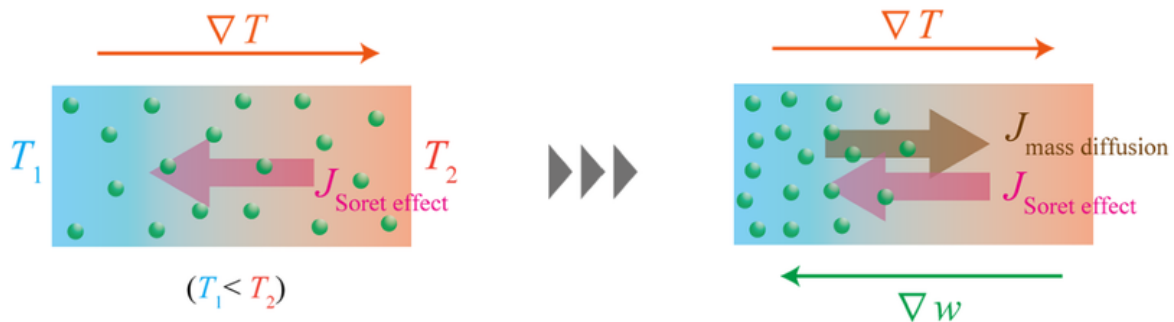 ∇T
T₁
T₂
J Soret effect
(T₁ < T₂)
∇T
J mass diffusion
J Soret effect
∇w